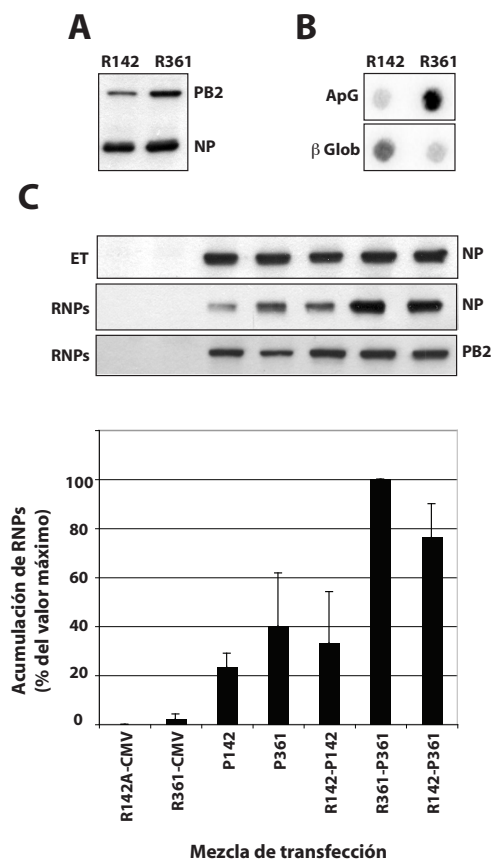 A
R142 R361
PB2
NP
B
R142 R361
ApG
β Glob
C
ET NP
RNPs NP
RNPs PB2
Acumulación de RNPs
(% del valor máximo)
100
80
60
40
20
0
R142A-CMV
R361-CMV
P142
P361
R142-P142
R361-P361
R142-P361
Mezcla de transfección